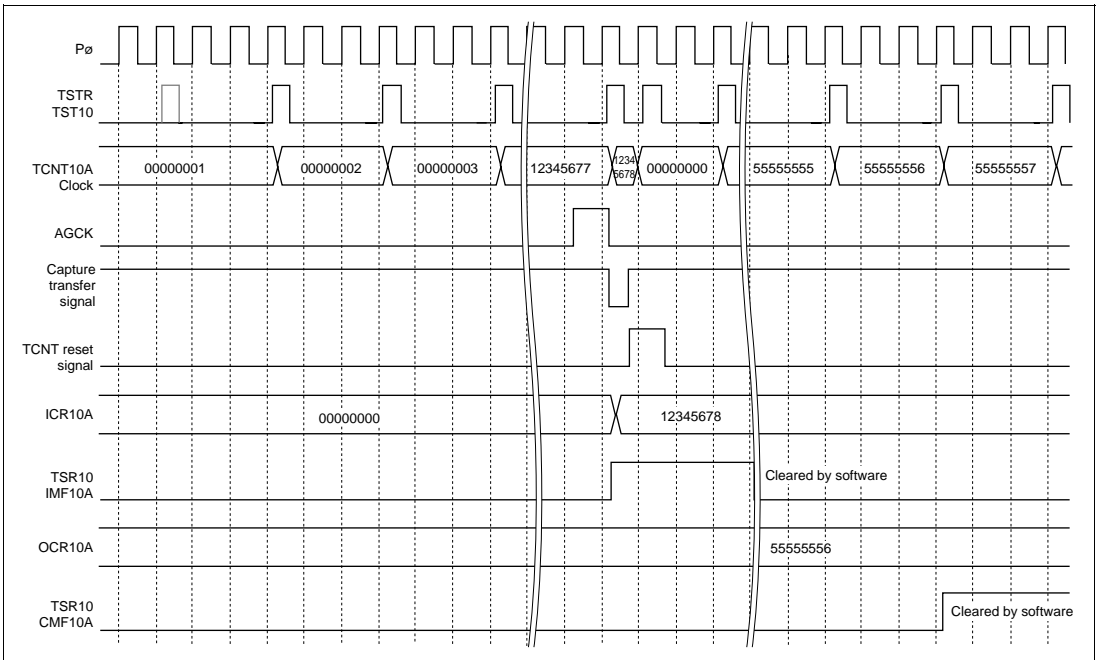 Pø
TSTR
TST10
TCNT10A
Clock
00000001
00000002
00000003
12345677
1234
5678
00000000
55555555
55555556
55555557
AGCK
Capture
transfer
signal
TCNT reset
signal
ICR10A
00000000
12345678
TSR10
IMF10A
Cleared by software
OCR10A
55555556
TSR10
CMF10A
Cleared by software